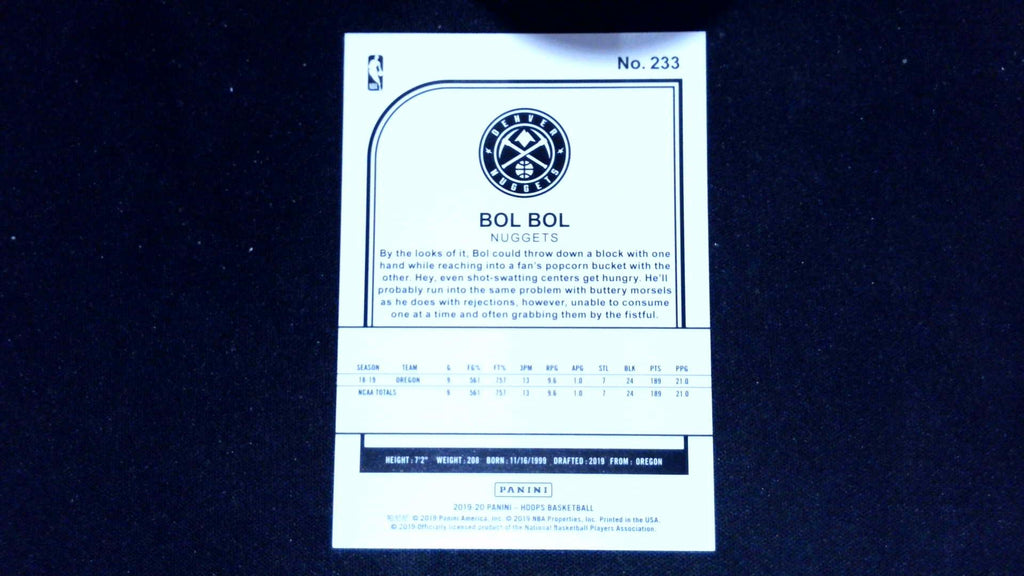 No. 233
DENVER
NUGGETS
BOL BOL
NUGGETS
By the looks of it, Bol could throw down a block with one
hand while reaching into a fan's popcorn bucket with the
other. Hey, even shot-swatting centers get hungry. He'll
probably run into the same problem with buttery morsels
as he does with rejections, however, unable to consume
one at a time and often grabbing them by the fistful.
SEASON TEAM G FG% FT% 3PM RPG APG STL BLK PTS PPG
18-19 OREGON 9 .561 .757 13 9.6 1.0 7 24 189 21.0
NCAA TOTALS 9 .561 .757 13 9.6 1.0 7 24 189 21.0
HEIGHT: 7'2" WEIGHT: 208 BORN: 11/16/1999 DRAFTED: 2019 FROM: OREGON
PANINI
2019-20 PANINI – HOOPS BASKETBALL
© 2019 Panini America, Inc. © 2019 NBA Properties, Inc. Printed in the USA.
© 2019 Officially licensed product of the National Basketball Players Association.